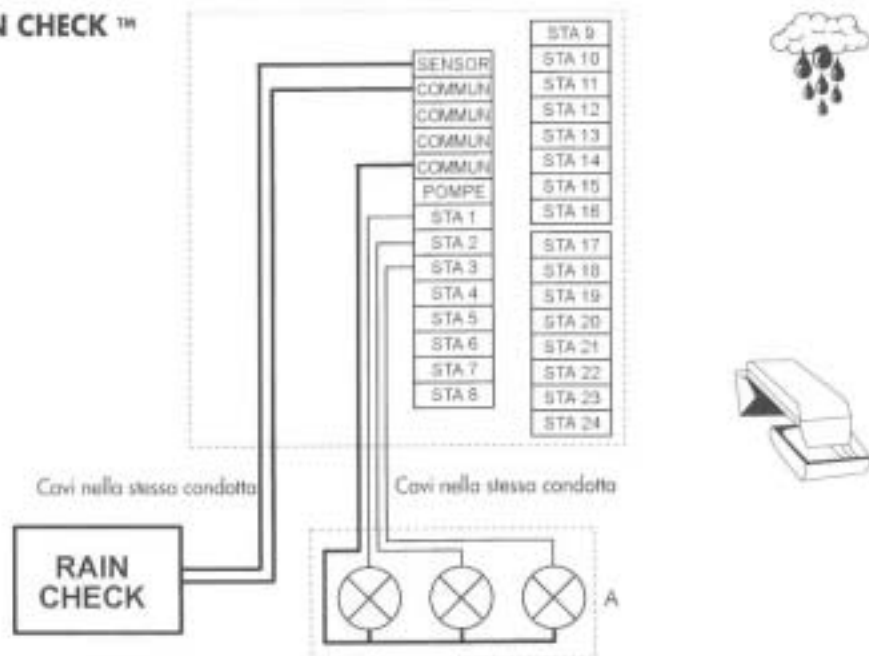 N CHECK ™
SENSOR
COMMUN
COMMUN
COMMUN
COMMUN
POMPE
STA 1
STA 2
STA 3
STA 4
STA 5
STA 6
STA 7
STA 8
STA 9
STA 10
STA 11
STA 12
STA 13
STA 14
STA 15
STA 16
STA 17
STA 18
STA 19
STA 20
STA 21
STA 22
STA 23
STA 24
Cavi nella stessa condotta
Cavi nella stessa condotta
RAIN
CHECK
A